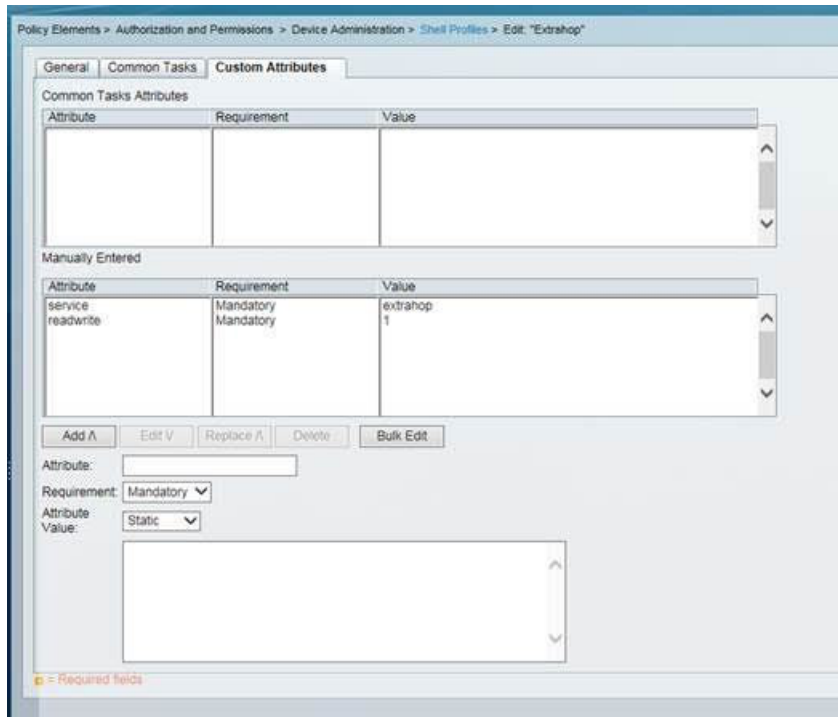 Policy Elements > Authorization and Permissions > Device Administration > Shell Profiles > Edit: "Extrahop"
General Common Tasks Custom Attributes
Common Tasks Attributes
Attribute Requirement Value
Manually Entered
Attribute Requirement Value
service Mandatory extrahop
readwrite Mandatory 1
Add Λ Edit V Replace Λ Delete Bulk Edit
Attribute:
Requirement: Mandatory
Attribute
Value: Static
= Required fields